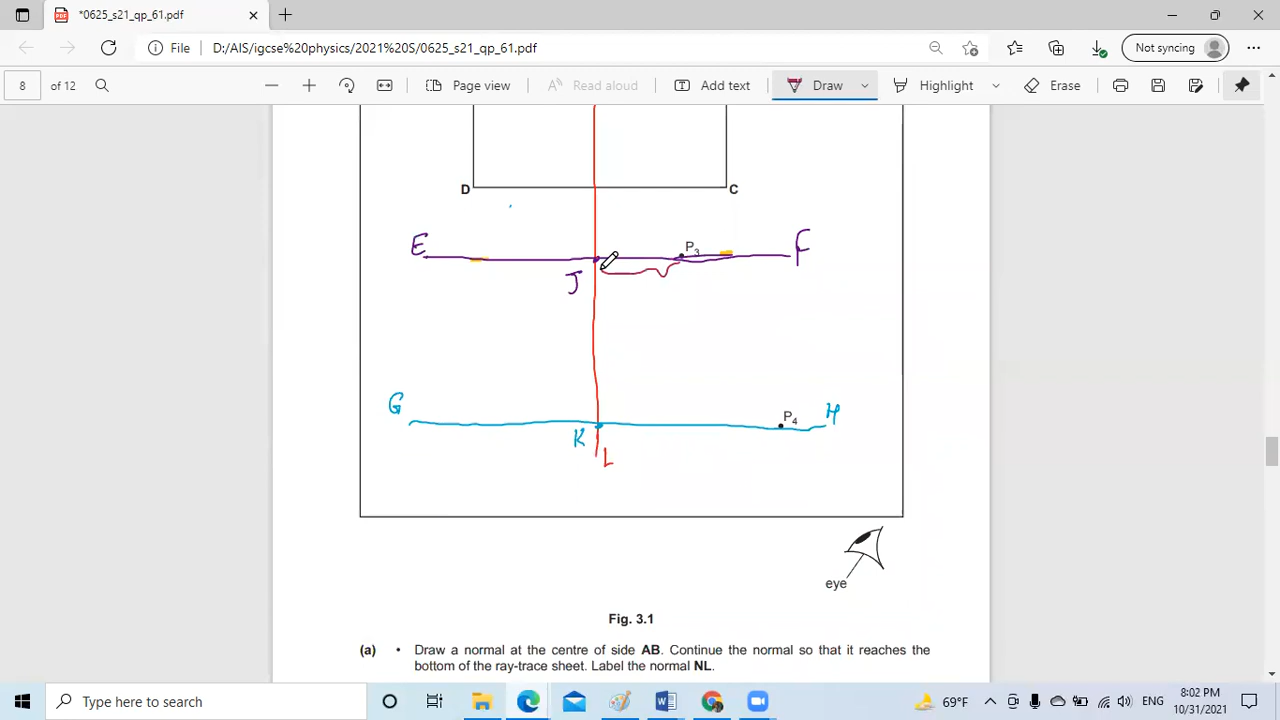 *0625_s21_qp_61.pdf
File D:/AIS/igcse%20physics/2021%20S/0625_s21_qp_61.pdf Not syncing
8 of 12 Page view Read aloud Add text Draw Highlight Erase
D C
E P3 F
J
G P4 H
K
L
eye
Fig. 3.1
(a) • Draw a normal at the centre of side AB. Continue the normal so that it reaches the
bottom of the ray-trace sheet. Label the normal NL.
Type here to search 69°F ENG 8:02 PM
10/31/2021